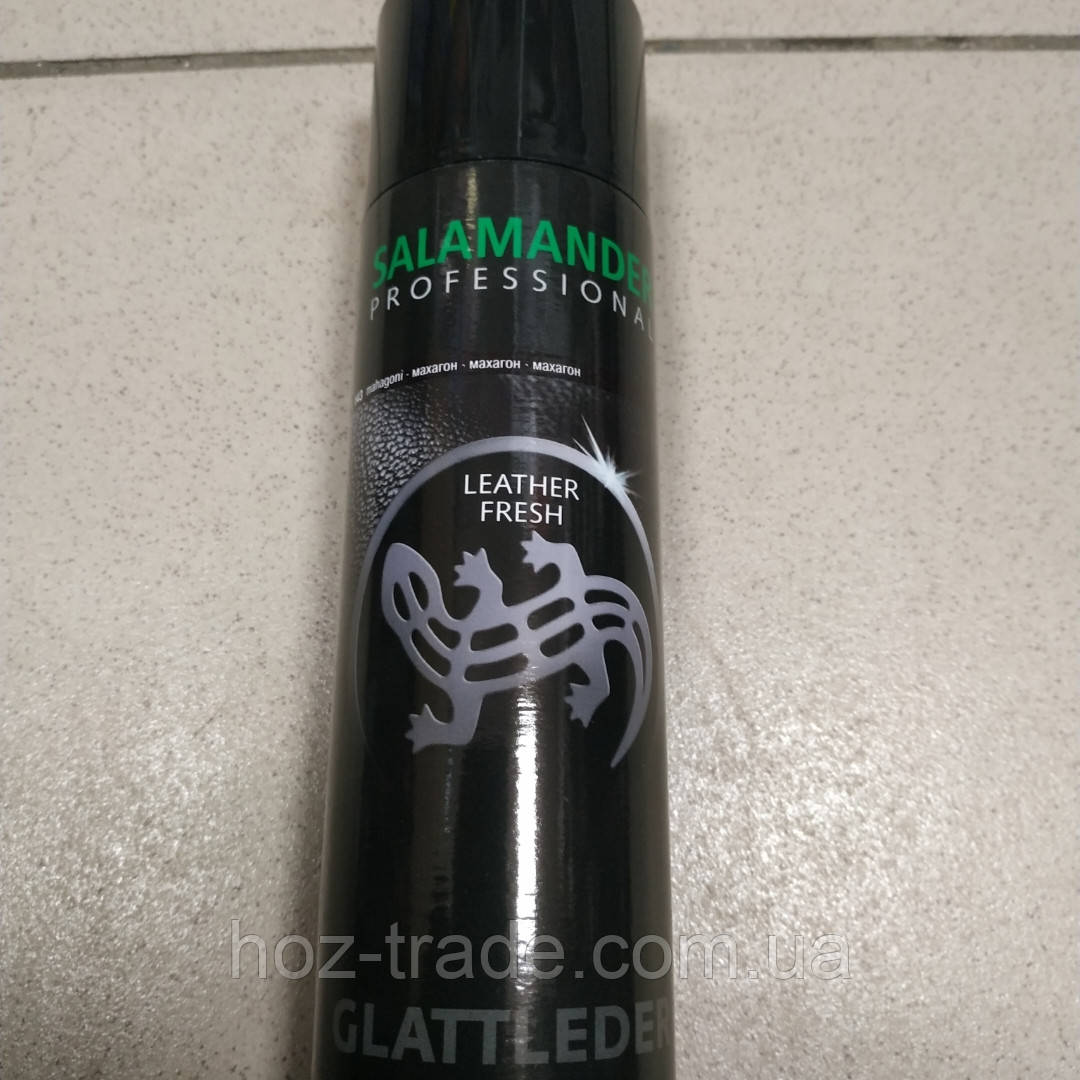 SALAMANDER
PROFESSIONAL
mahagoni · махагон · махагон · махагон
LEATHER
FRESH
hoz-trade.com.ua
GLATTLEDER